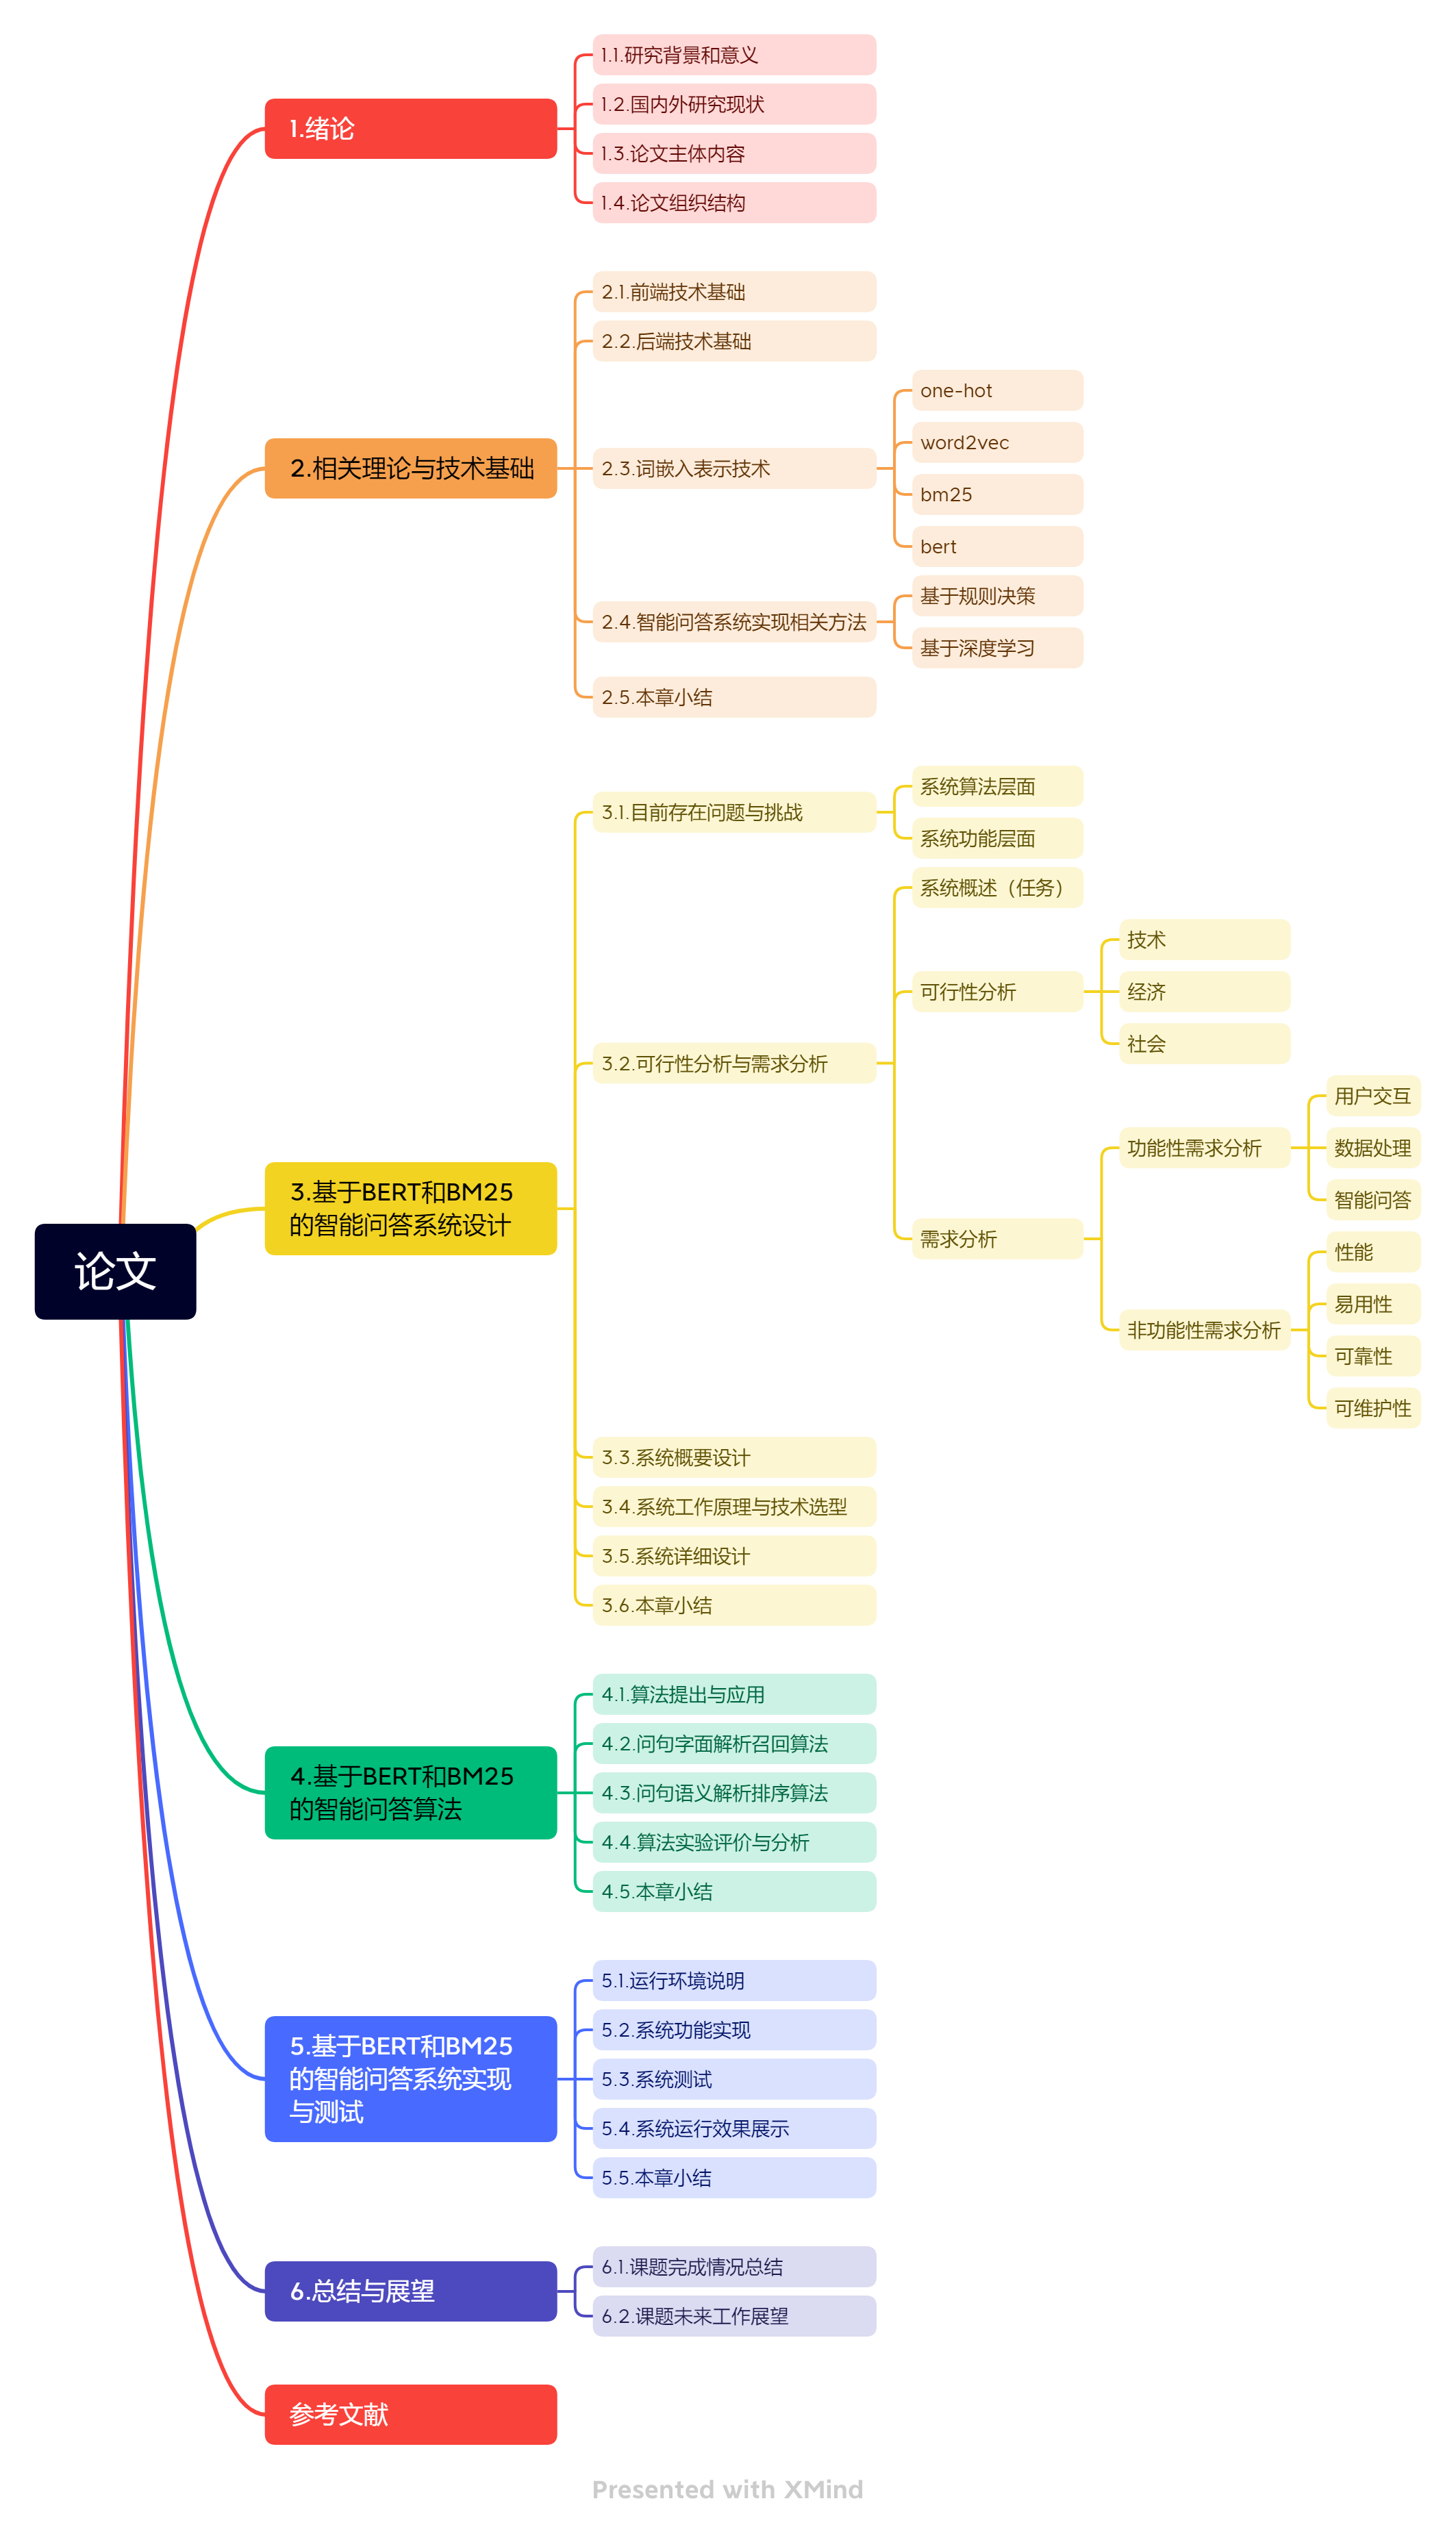 论文
1.绪论
1.1.研究背景和意义
1.2.国内外研究现状
1.3.论文主体内容
1.4.论文组织结构
2.相关理论与技术基础
2.1.前端技术基础
2.2.后端技术基础
2.3.词嵌入表示技术
one-hot
word2vec
bm25
bert
2.4.智能问答系统实现相关方法
基于规则决策
基于深度学习
2.5.本章小结
3.基于BERT和BM25
的智能问答系统设计
3.1.目前存在问题与挑战
系统算法层面
系统功能层面
3.2.可行性分析与需求分析
系统概述（任务）
可行性分析
技术
经济
社会
需求分析
功能性需求分析
用户交互
数据处理
智能问答
非功能性需求分析
性能
易用性
可靠性
可维护性
3.3.系统概要设计
3.4.系统工作原理与技术选型
3.5.系统详细设计
3.6.本章小结
4.基于BERT和BM25
的智能问答算法
4.1.算法提出与应用
4.2.问句字面解析召回算法
4.3.问句语义解析排序算法
4.4.算法实验评价与分析
4.5.本章小结
5.基于BERT和BM25
的智能问答系统实现
与测试
5.1.运行环境说明
5.2.系统功能实现
5.3.系统测试
5.4.系统运行效果展示
5.5.本章小结
6.总结与展望
6.1.课题完成情况总结
6.2.课题未来工作展望
参考文献
Presented with XMind